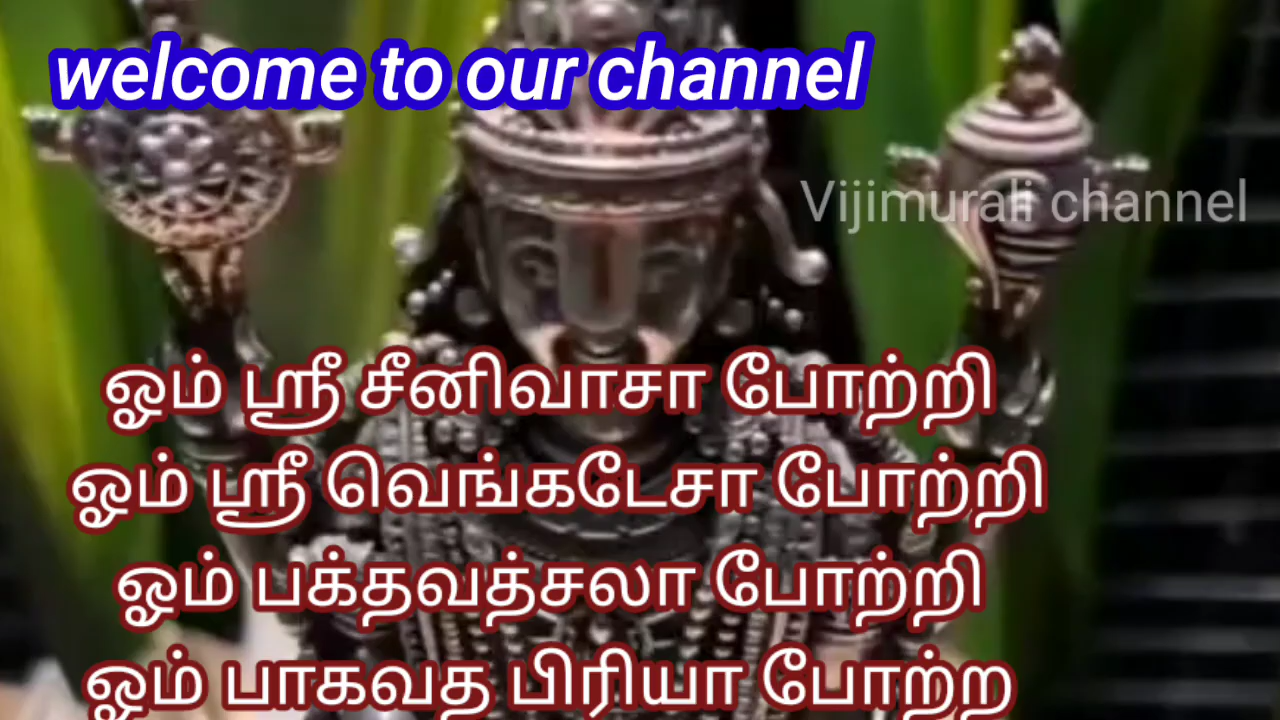 welcome to our channel
Vijimurali channel
ஓம் ஸ்ரீ சீனிவாசா போற்றி
ஓம் ஸ்ரீ வெங்கடேசா போற்றி
ஓம் பக்தவத்சலா போற்றி
ஓம் பாகவத பிரியா போற்ற